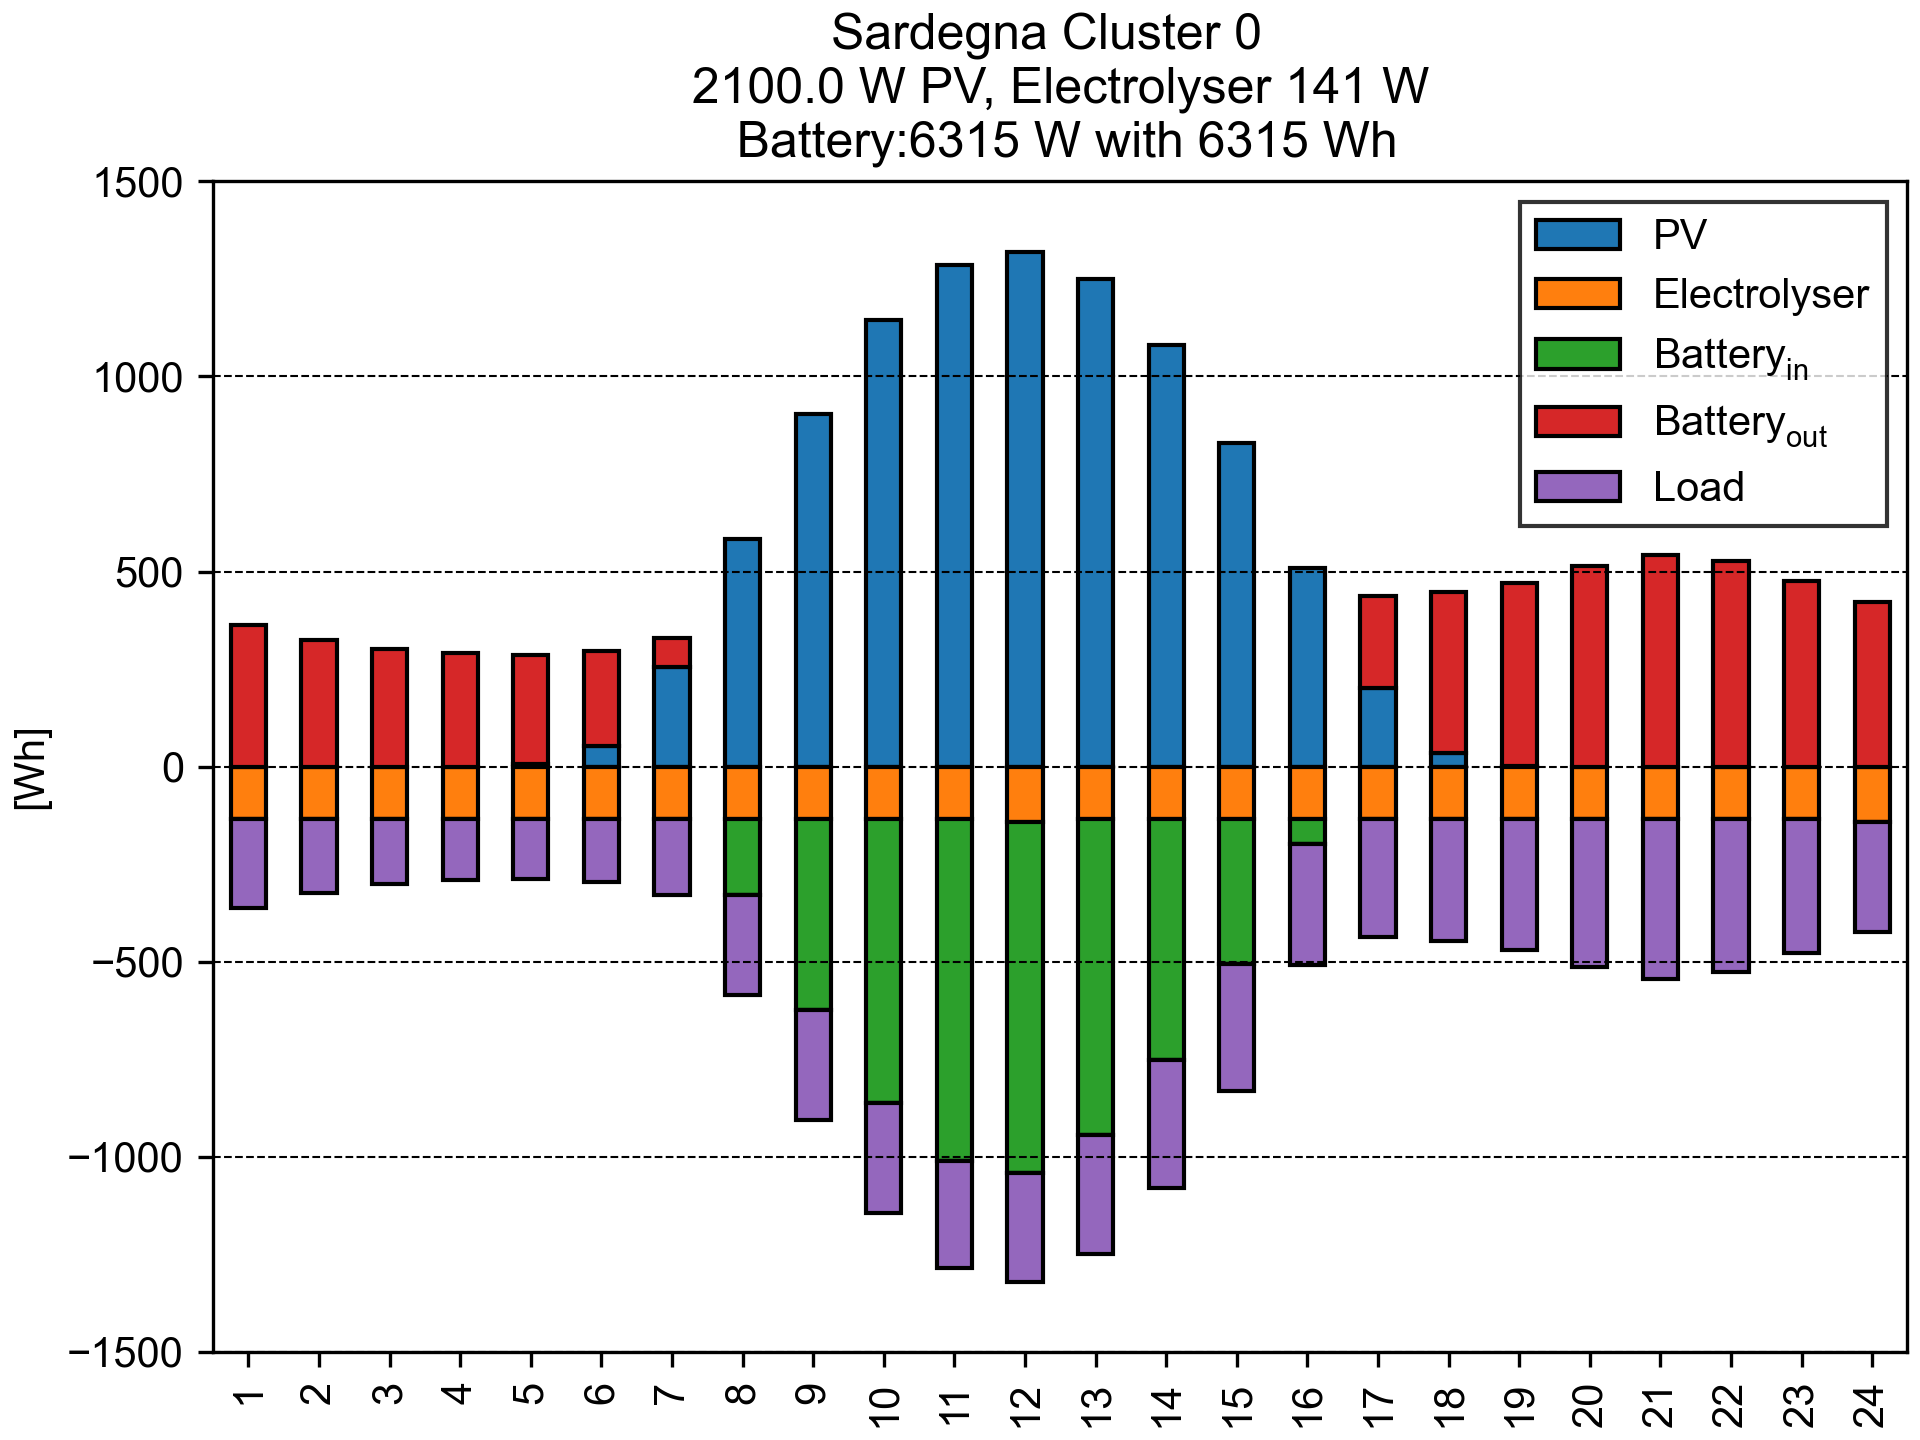 Sardegna Cluster 0
2100.0 W PV, Electrolyser 141 W
Battery:6315 W with 6315 Wh
1500
1000
500
0
−500
−1000
−1500
[Wh]
PV
Electrolyser
Battery_in
Battery_out
Load
1 2 3 4 5 6 7 8 9 10 11 12 13 14 15 16 17 18 19 20 21 22 23 24